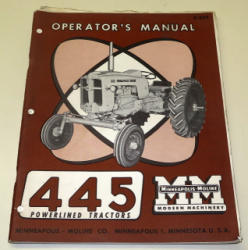 OPERATOR'S MANUAL
445
POWERLINED TRACTORS
MM
MINNEAPOLIS-MOLINE
MODERN MACHINERY
MINNEAPOLIS - MOLINE CO. MINNEAPOLIS 1, MINNESOTA U.S.A.